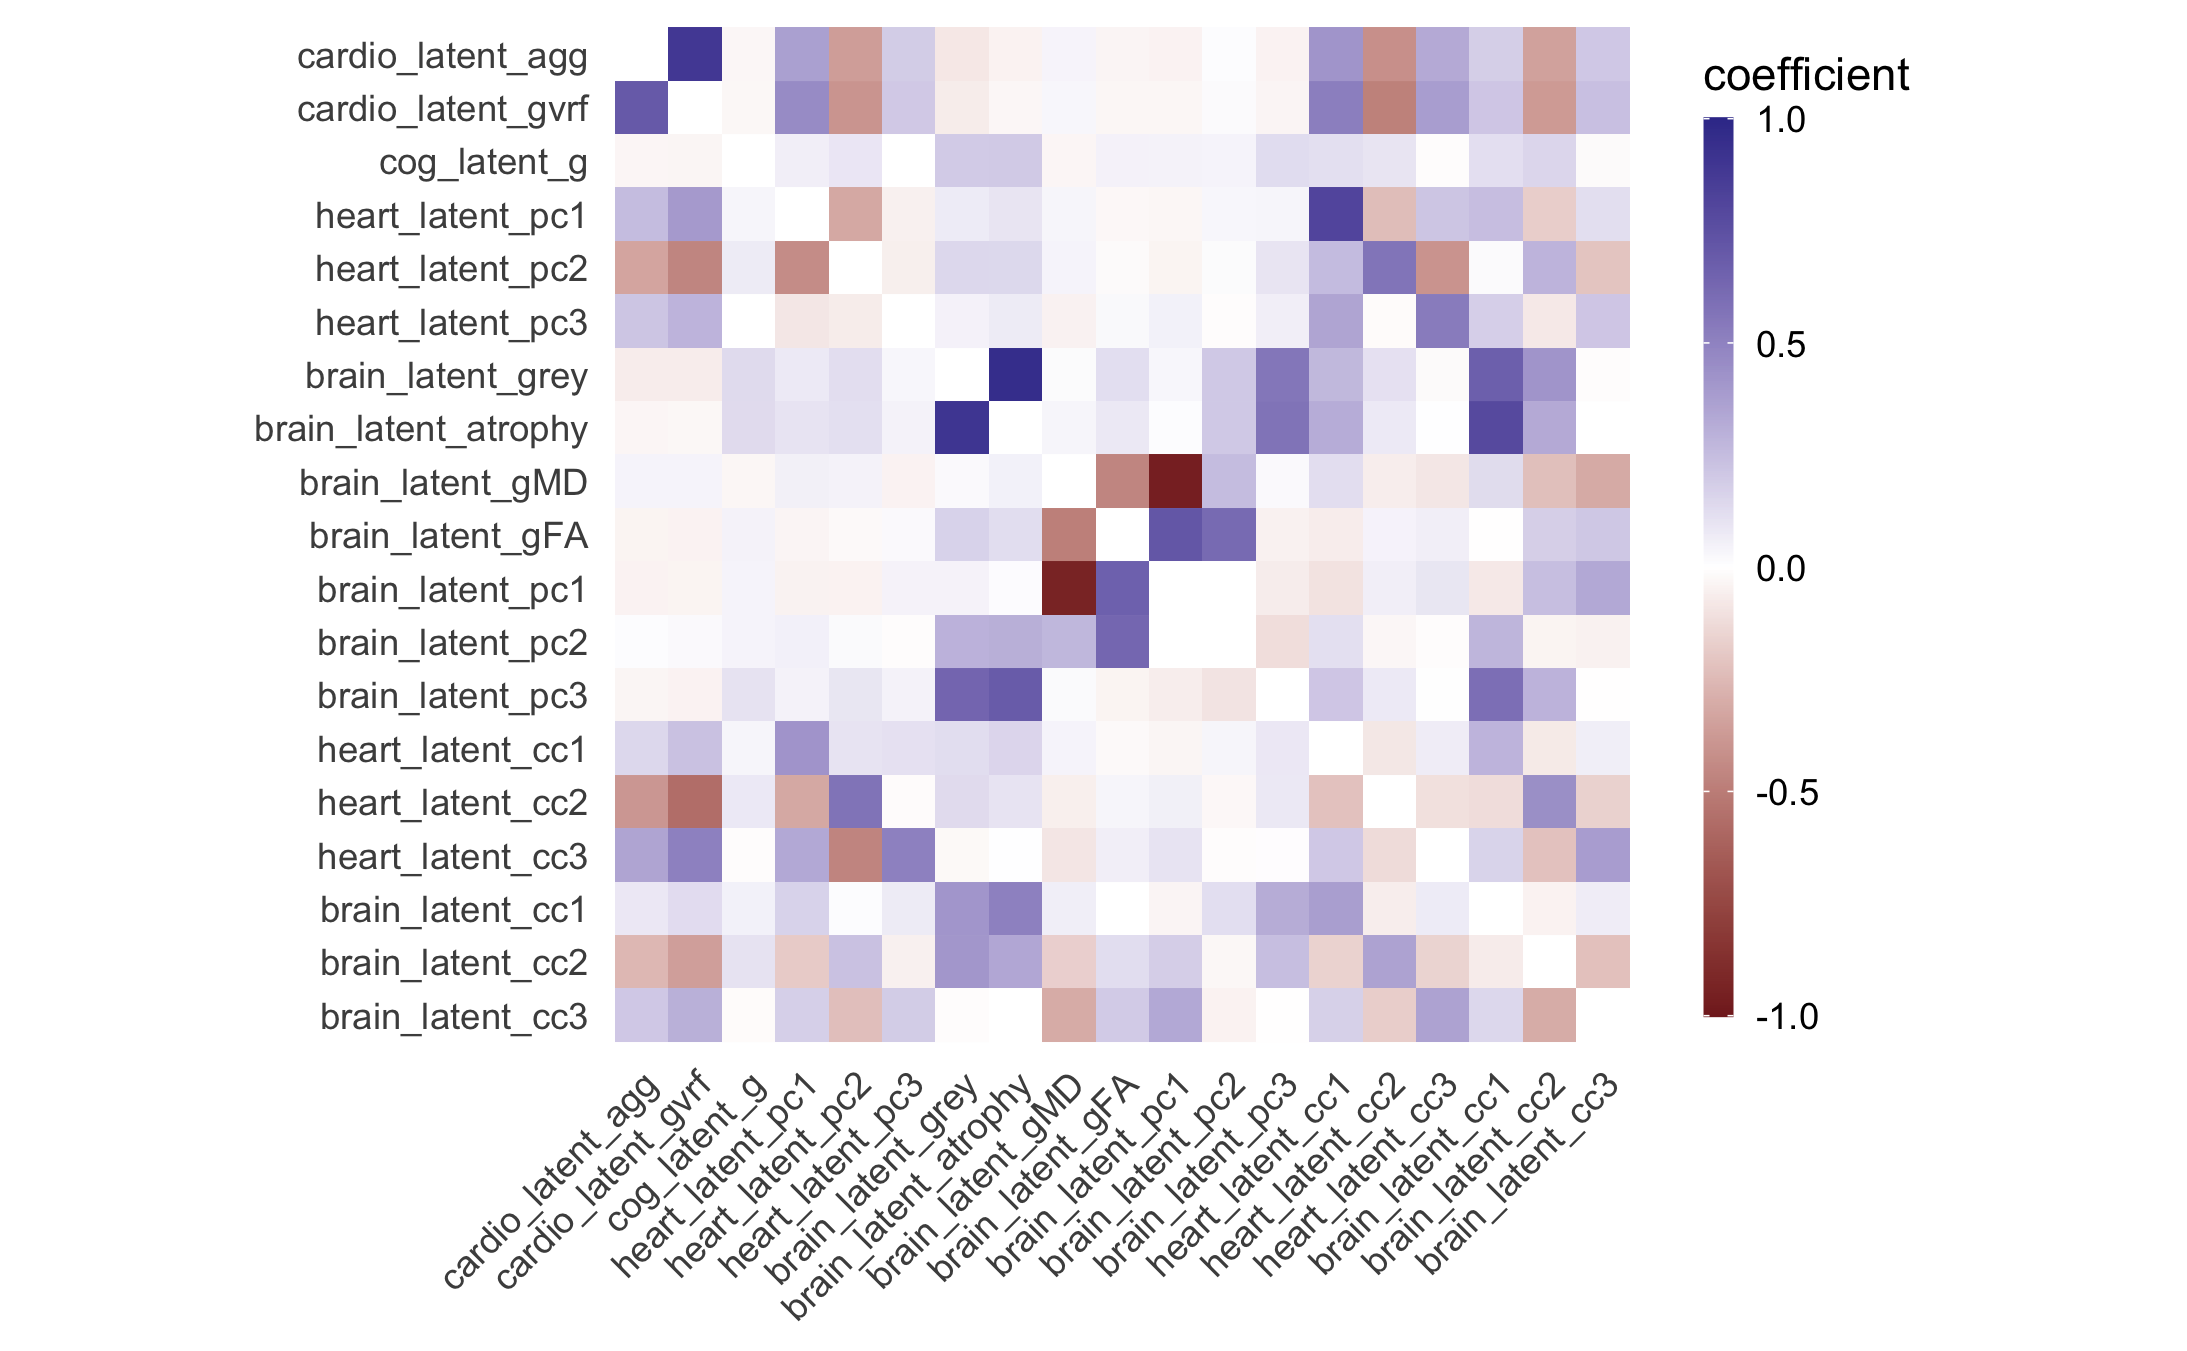 cardio_latent_agg
cardio_latent_gvrf
cog_latent_g
heart_latent_pc1
heart_latent_pc2
heart_latent_pc3
brain_latent_grey
brain_latent_atrophy
brain_latent_gMD
brain_latent_gFA
brain_latent_pc1
brain_latent_pc2
brain_latent_pc3
heart_latent_cc1
heart_latent_cc2
heart_latent_cc3
brain_latent_cc1
brain_latent_cc2
brain_latent_cc3
cardio_latent_agg
cardio_latent_gvrf
cog_latent_g
heart_latent_pc1
heart_latent_pc2
heart_latent_pc3
brain_latent_grey
brain_latent_atrophy
brain_latent_gMD
brain_latent_gFA
brain_latent_pc1
brain_latent_pc2
brain_latent_pc3
heart_latent_cc1
heart_latent_cc2
heart_latent_cc3
brain_latent_cc1
brain_latent_cc2
brain_latent_cc3
coefficient
1.0
0.5
0.0
-0.5
-1.0